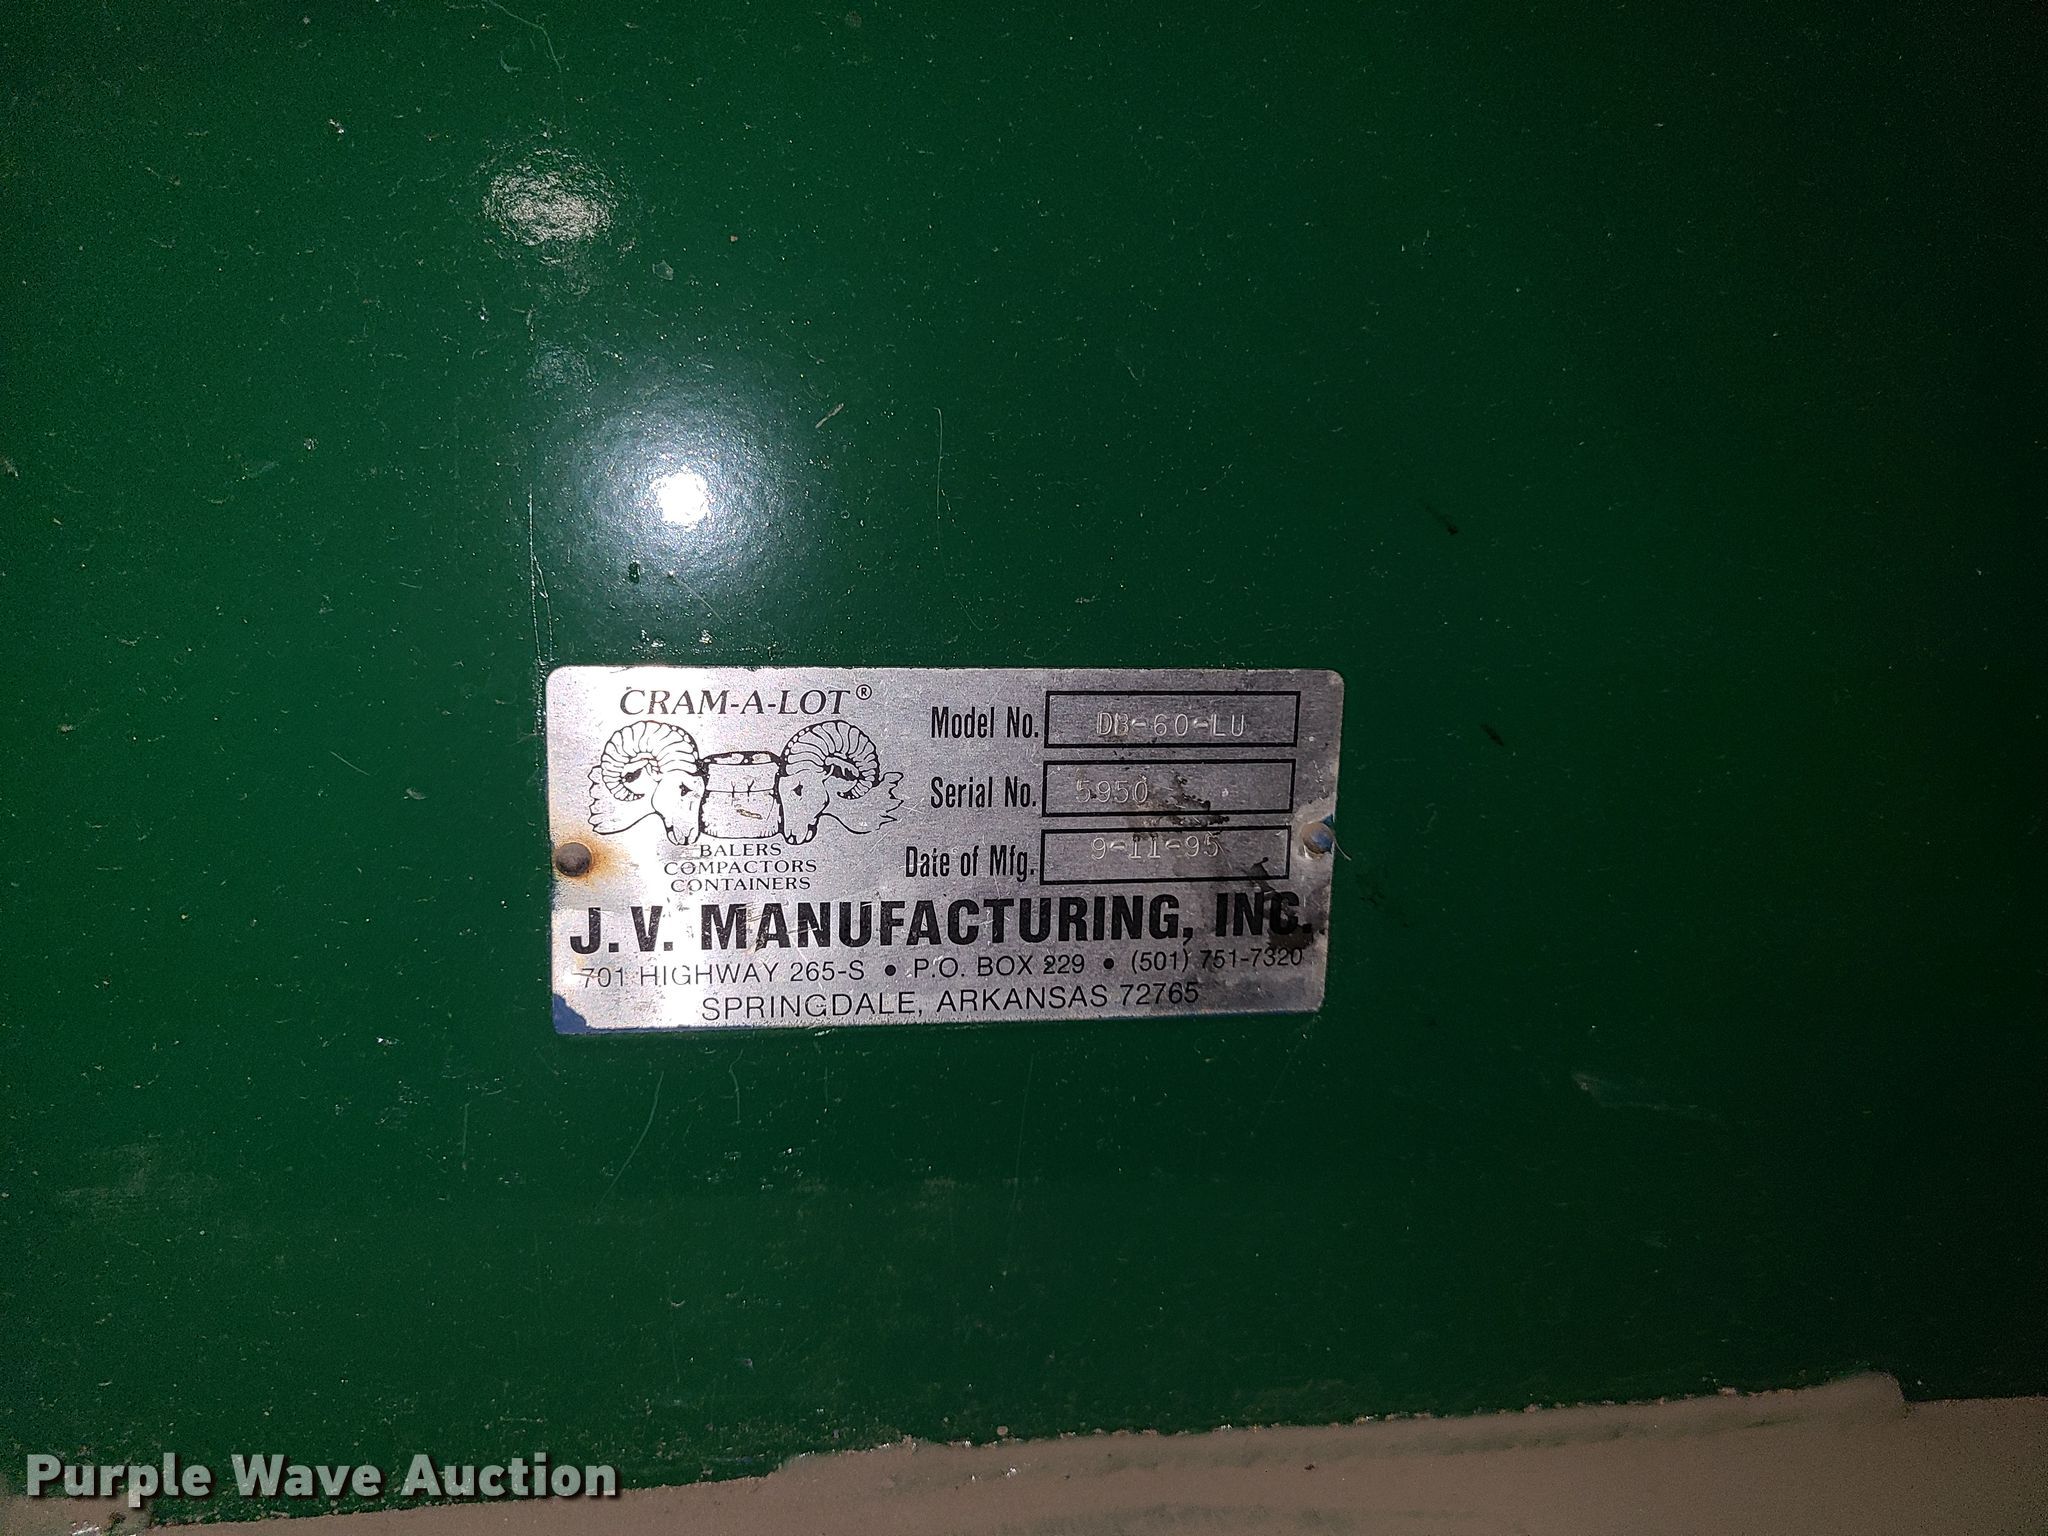 CRAM-A-LOT®
BALERS
COMPACTORS
CONTAINERS
Model No. DB-60-LU
Serial No. 5950
Date of Mfg. 9-11-95
J.V. MANUFACTURING, INC.
701 HIGHWAY 265-S • P.O. BOX 229 • (501) 751-7320
SPRINGDALE, ARKANSAS 72765
Purple Wave Auction